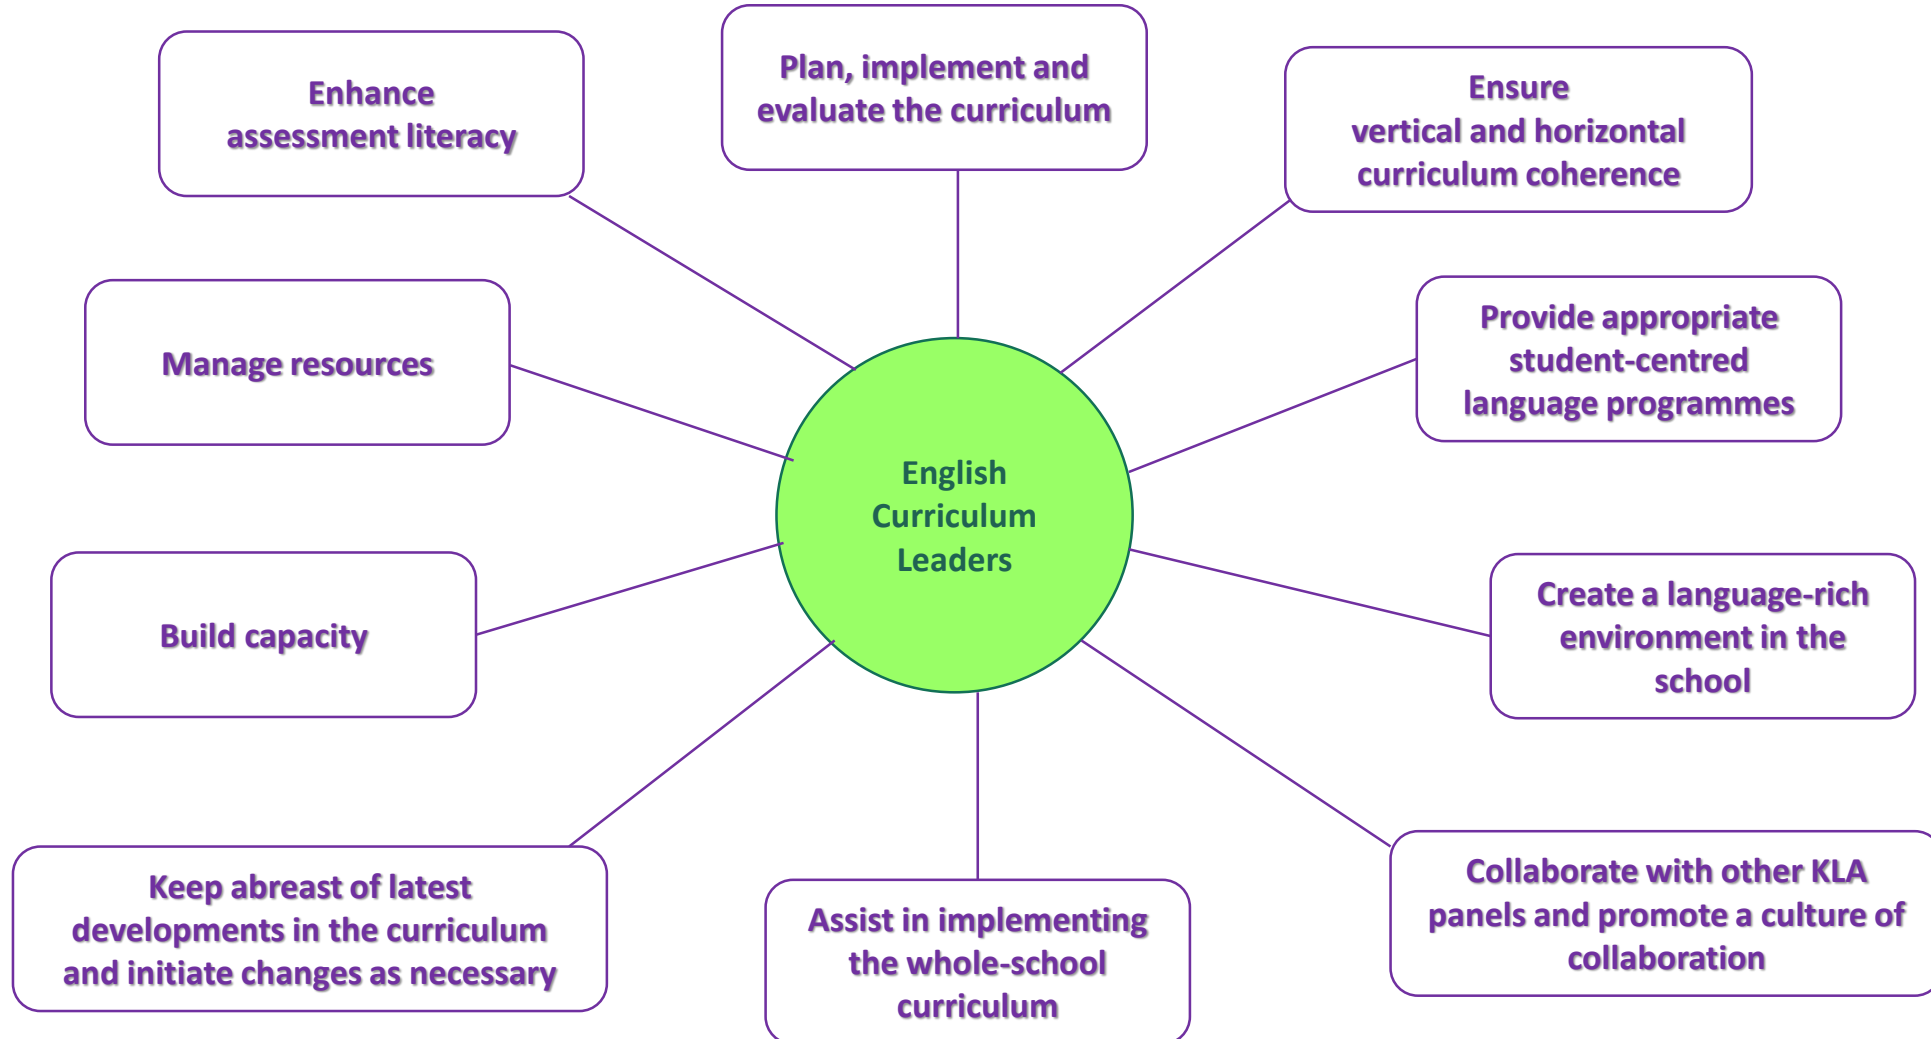 Enhance
assessment literacy
Plan, implement and
evaluate the curriculum
Ensure
vertical and horizontal
curriculum coherence
Manage resources
Provide appropriate
student-centred
language programmes
English
Curriculum
Leaders
Build capacity
Create a language-rich
environment in the
school
Keep abreast of latest
developments in the curriculum
and initiate changes as necessary
Assist in implementing
the whole-school
curriculum
Collaborate with other KLA
panels and promote a culture of
collaboration